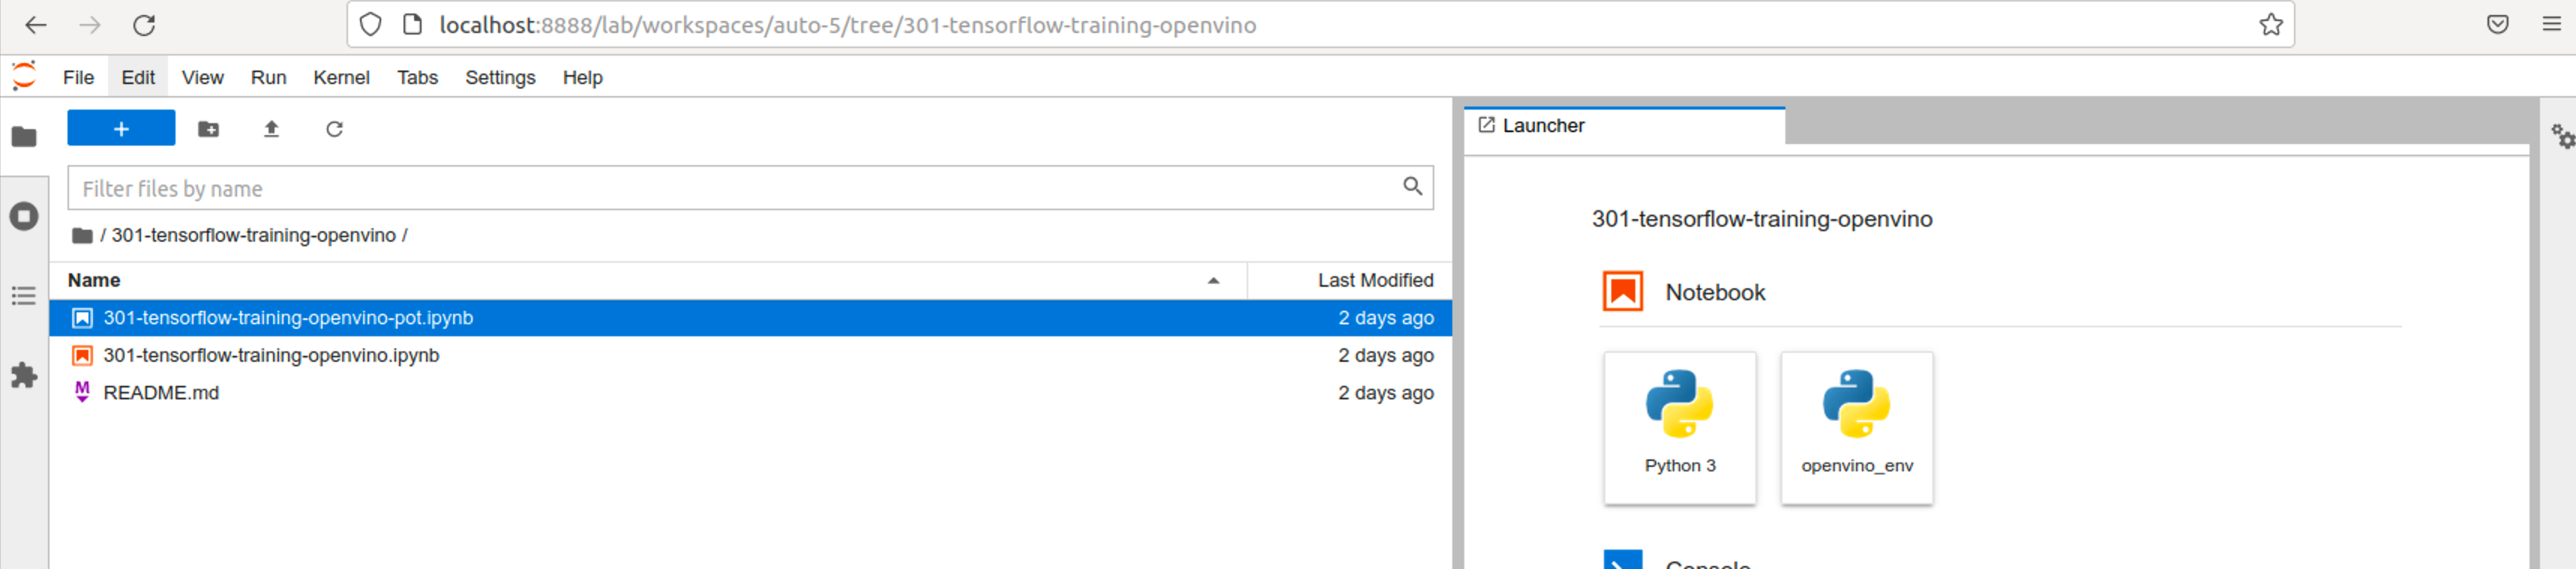 localhost:8888/lab/workspaces/auto-5/tree/301-tensorflow-training-openvino
File Edit View Run Kernel Tabs Settings Help
+
Filter files by name
/ 301-tensorflow-training-openvino /
Name Last Modified
301-tensorflow-training-openvino-pot.ipynb 2 days ago
301-tensorflow-training-openvino.ipynb 2 days ago
M README.md 2 days ago
Launcher
301-tensorflow-training-openvino
Notebook
Python 3 openvino_env
Console